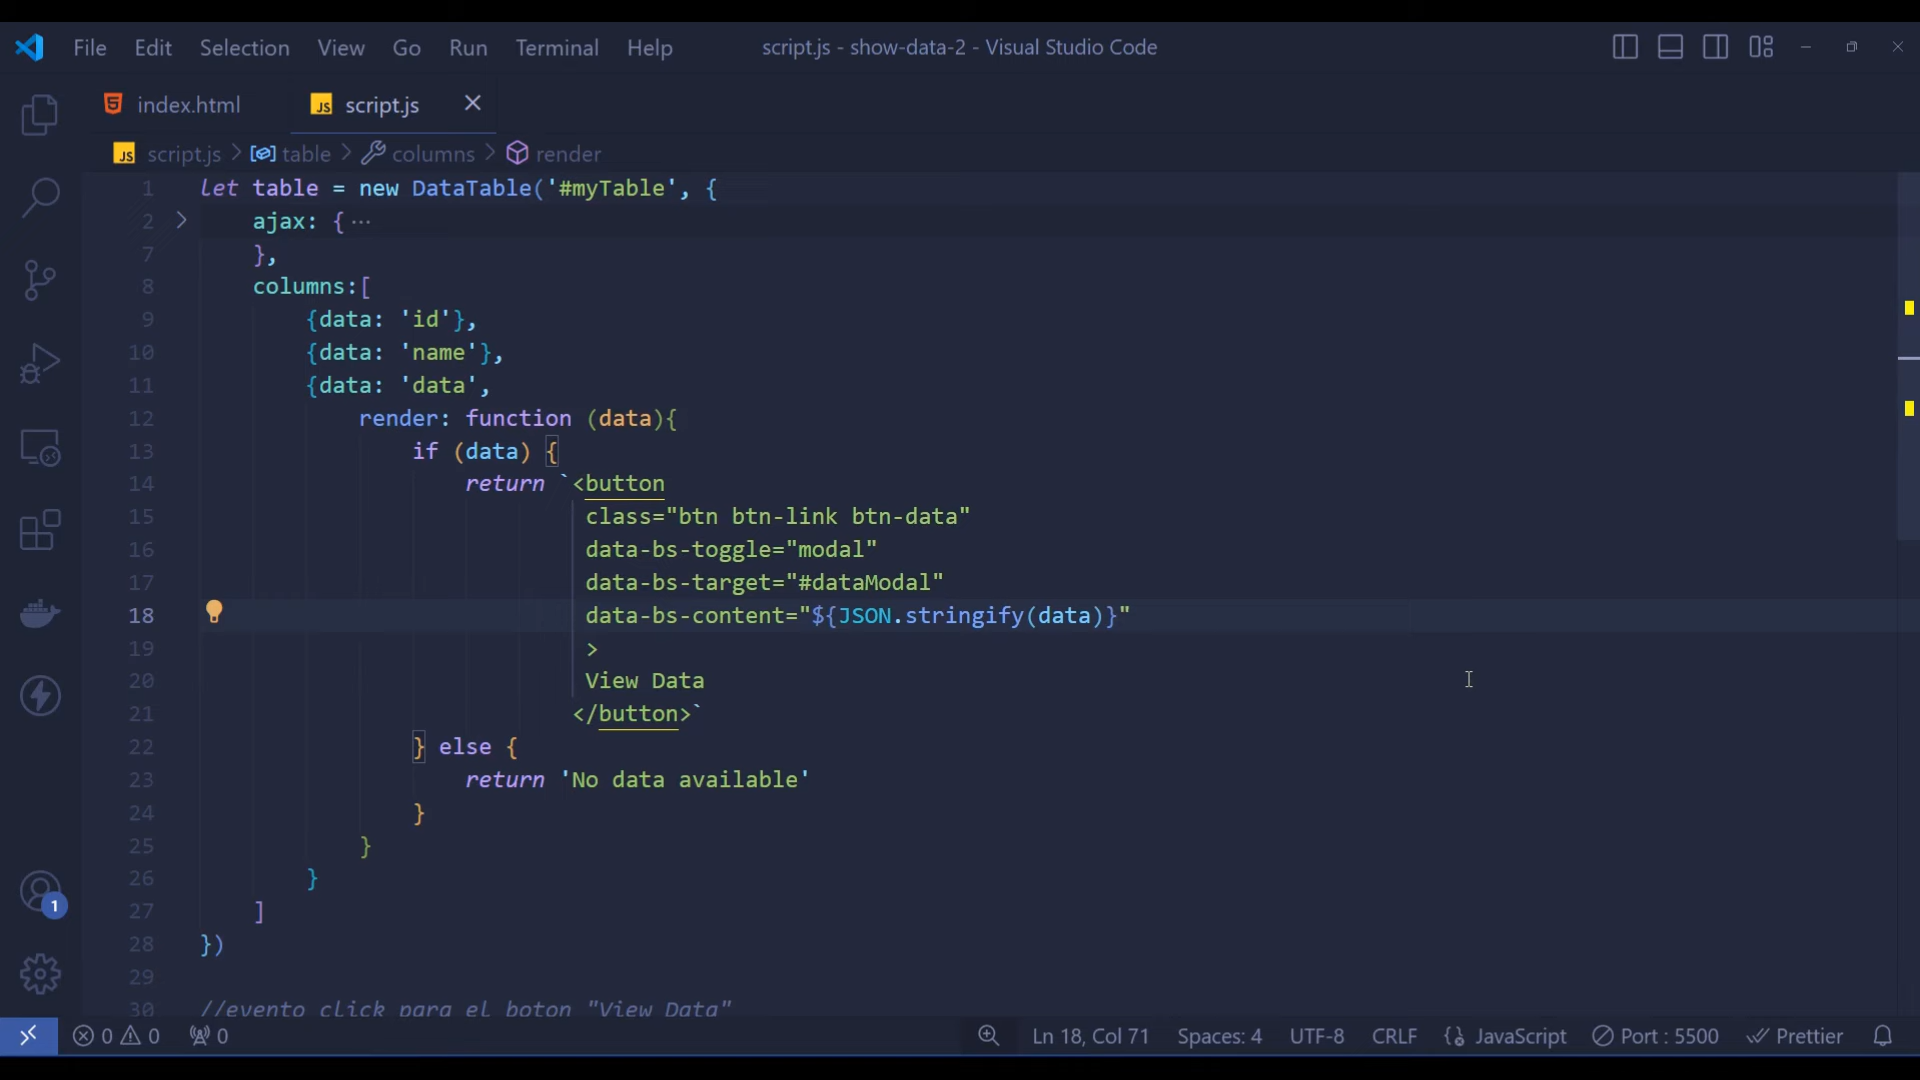 File Edit Selection View Go Run Terminal Help script.js - show-data-2 - Visual Studio Code
index.html JS script.js
JS script.js > table > columns > render
1 let table = new DataTable('#myTable', {
2 ajax: { ···
7 },
8 columns:[
9 {data: 'id'},
10 {data: 'name'},
11 {data: 'data',
12 render: function (data){
13 if (data) {
14 return `<button
15 class="btn btn-link btn-data"
16 data-bs-toggle="modal"
17 data-bs-target="#dataModal"
18 data-bs-content="${JSON.stringify(data)}"
19 >
20 View Data
21 </button>`
22 } else {
23 return 'No data available'
24 }
25 }
26 }
27 ]
28 })
29
30 //evento click para el boton "View Data"
1
0 0 0 Ln 18, Col 71 Spaces: 4 UTF-8 CRLF JavaScript Port : 5500 Prettier